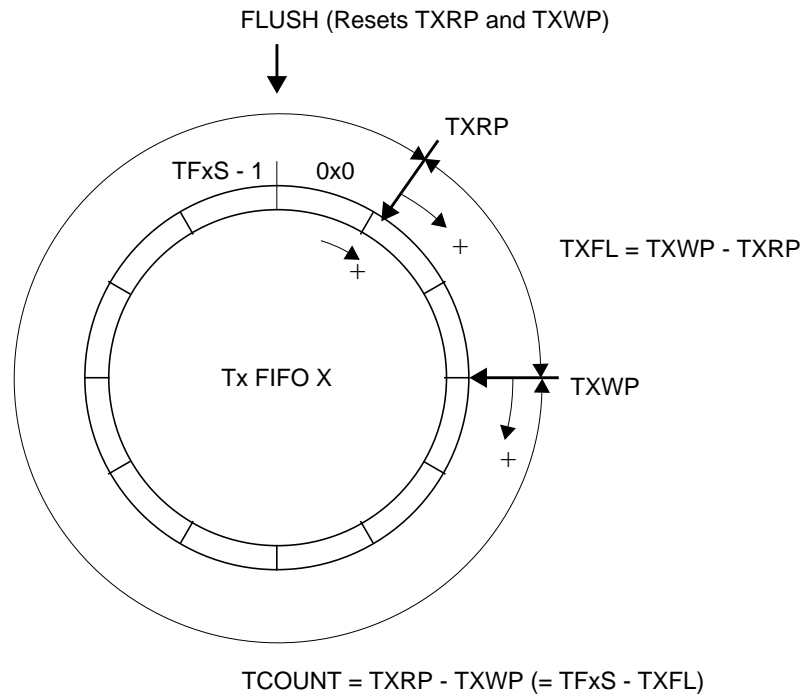 FLUSH (Resets TXRP and TXWP)
TXRP
TFxS - 1
0x0
+
+
TXFL = TXWP - TXRP
Tx FIFO X
TXWP
+
TCOUNT = TXRP - TXWP (= TFxS - TXFL)